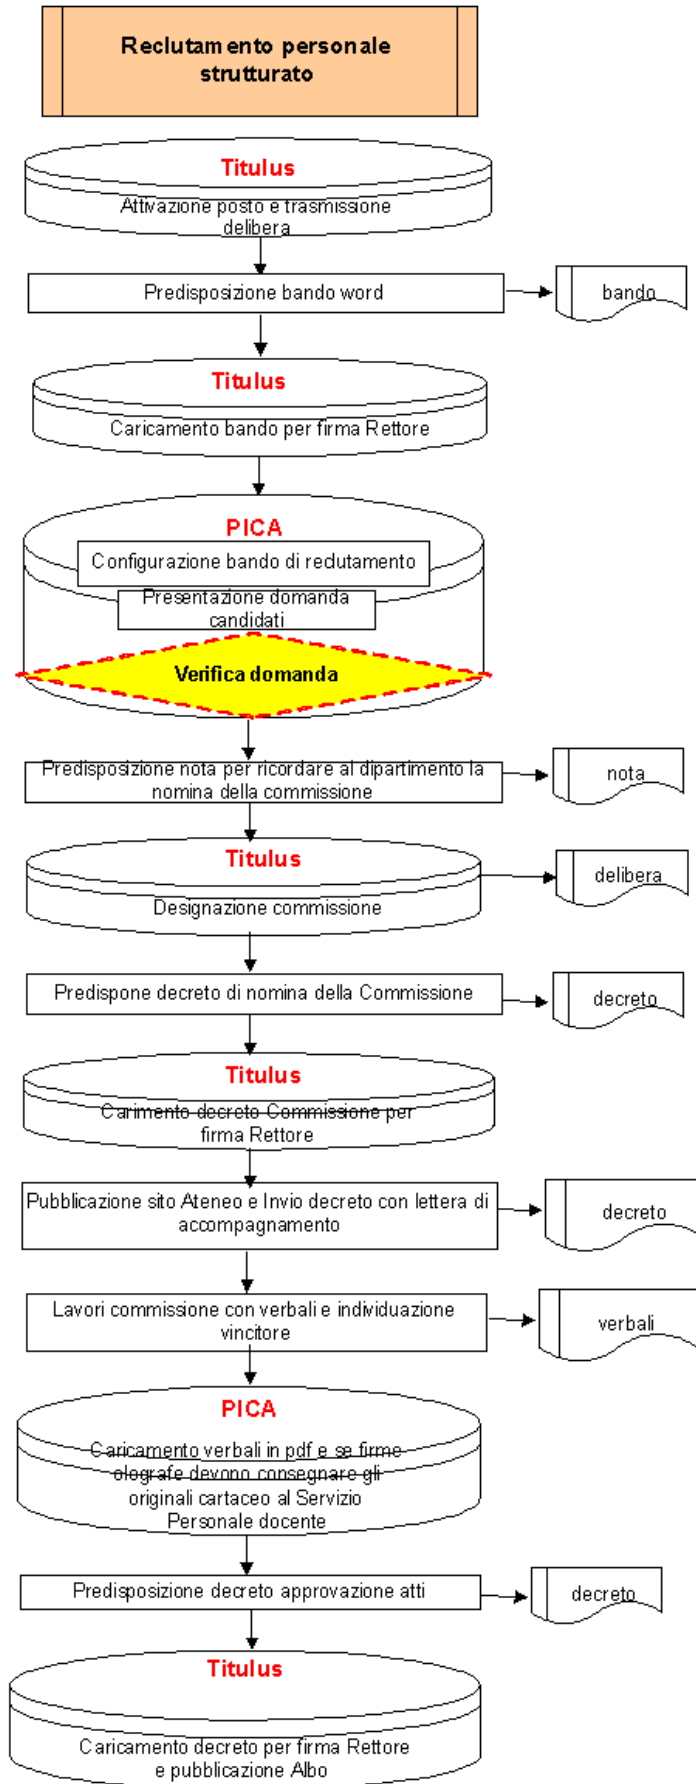 Reclutamento personale
strutturato
Titulus
Attivazione posto e trasmissione
delibera
Predisposizione bando word
bando
Titulus
Caricamento bando per firma Rettore
PICA
Configurazione bando di reclutamento
Presentazione domanda
candidati
Verifica domanda
Predisposizione nota per ricordare al dipartimento la
nomina della commissione
nota
Titulus
Designazione commissione
delibera
Predispone decreto di nomina della Commissione
decreto
Titulus
Carimento decreto Commissione per
firma Rettore
Pubblicazione sito Ateneo e Invio decreto con lettera di
accompagnamento
decreto
Lavori commissione con verbali e individuazione
vincitore
verbali
PICA
Caricamento verbali in pdf e se firme
olografe devono consegnare gli
originali cartaceo al Servizio
Personale docente
Predisposizione decreto approvazione atti
decreto
Titulus
Caricamento decreto per firma Rettore
e pubblicazione Albo